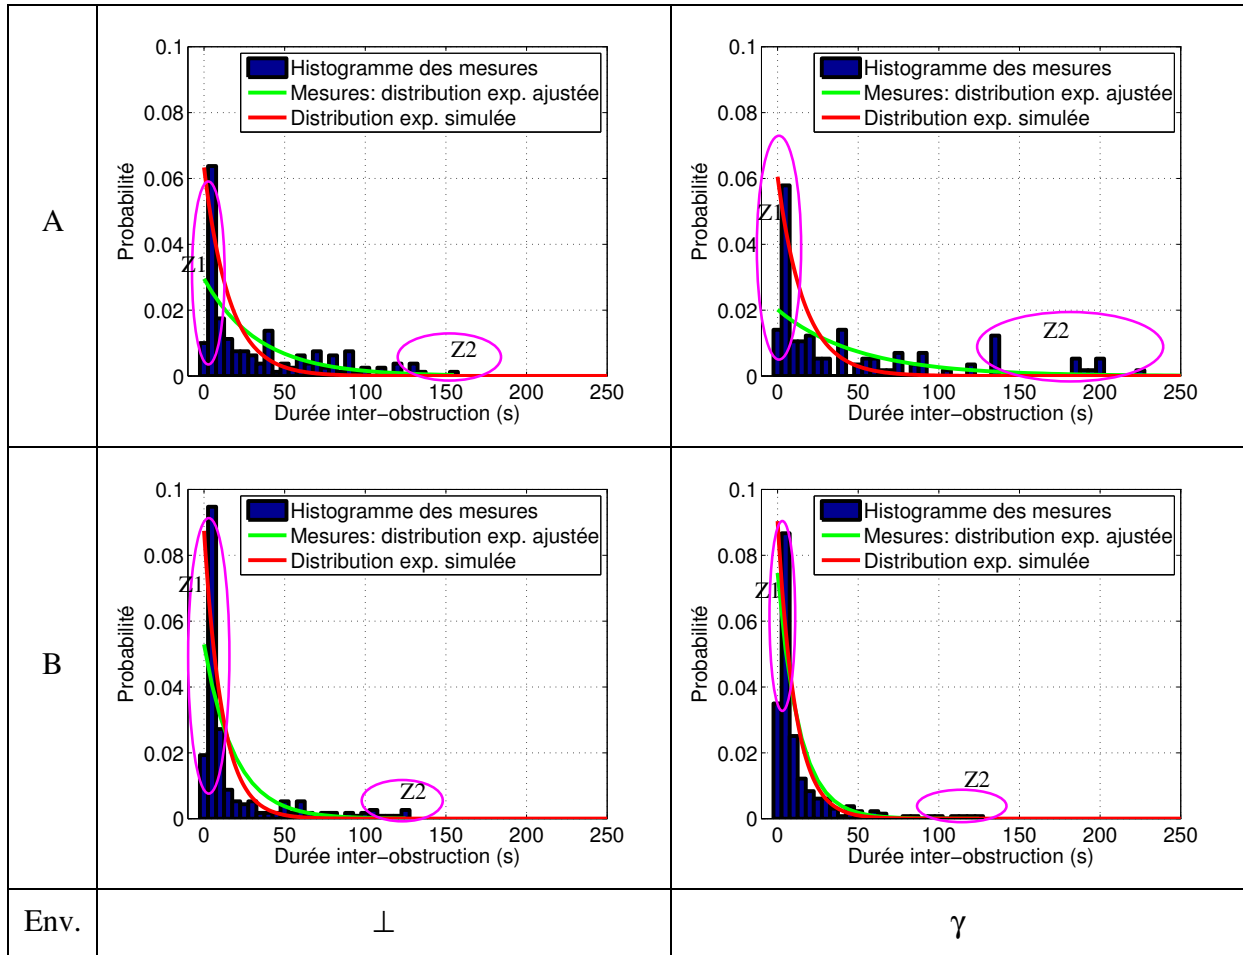 A
0.1
0.08
0.06
0.04
0.02
0
Probabilité
Histogramme des mesures
Mesures: distribution exp. ajustée
Distribution exp. simulée
Z1
Z2
0 50 100 150 200 250
Durée inter−obstruction (s)
0.1
0.08
0.06
0.04
0.02
0
Probabilité
Histogramme des mesures
Mesures: distribution exp. ajustée
Distribution exp. simulée
Z1
Z2
0 50 100 150 200 250
Durée inter−obstruction (s)
B
0.1
0.08
0.06
0.04
0.02
0
Probabilité
Histogramme des mesures
Mesures: distribution exp. ajustée
Distribution exp. simulée
Z1
Z2
0 50 100 150 200 250
Durée inter−obstruction (s)
0.1
0.08
0.06
0.04
0.02
0
Probabilité
Histogramme des mesures
Mesures: distribution exp. ajustée
Distribution exp. simulée
Z1
Z2
0 50 100 150 200 250
Durée inter−obstruction (s)
Env. ⊥ γ